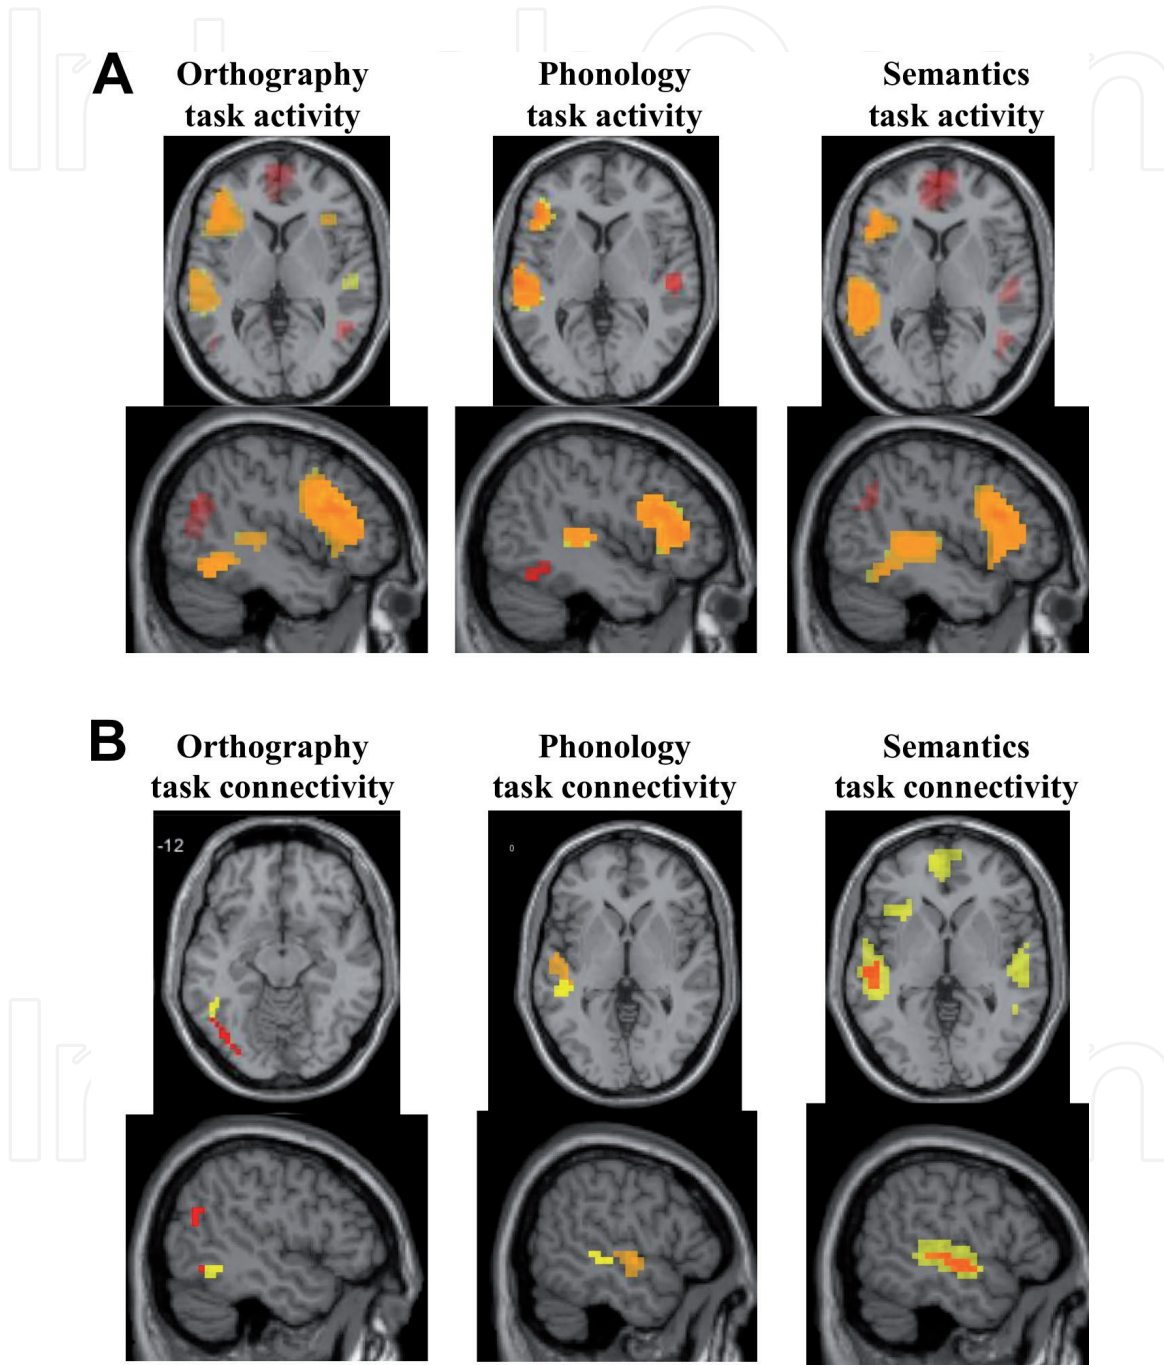 A
Orthography
task activity
Phonology
task activity
Semantics
task activity
B
Orthography
task connectivity
Phonology
task connectivity
Semantics
task connectivity
-12
0